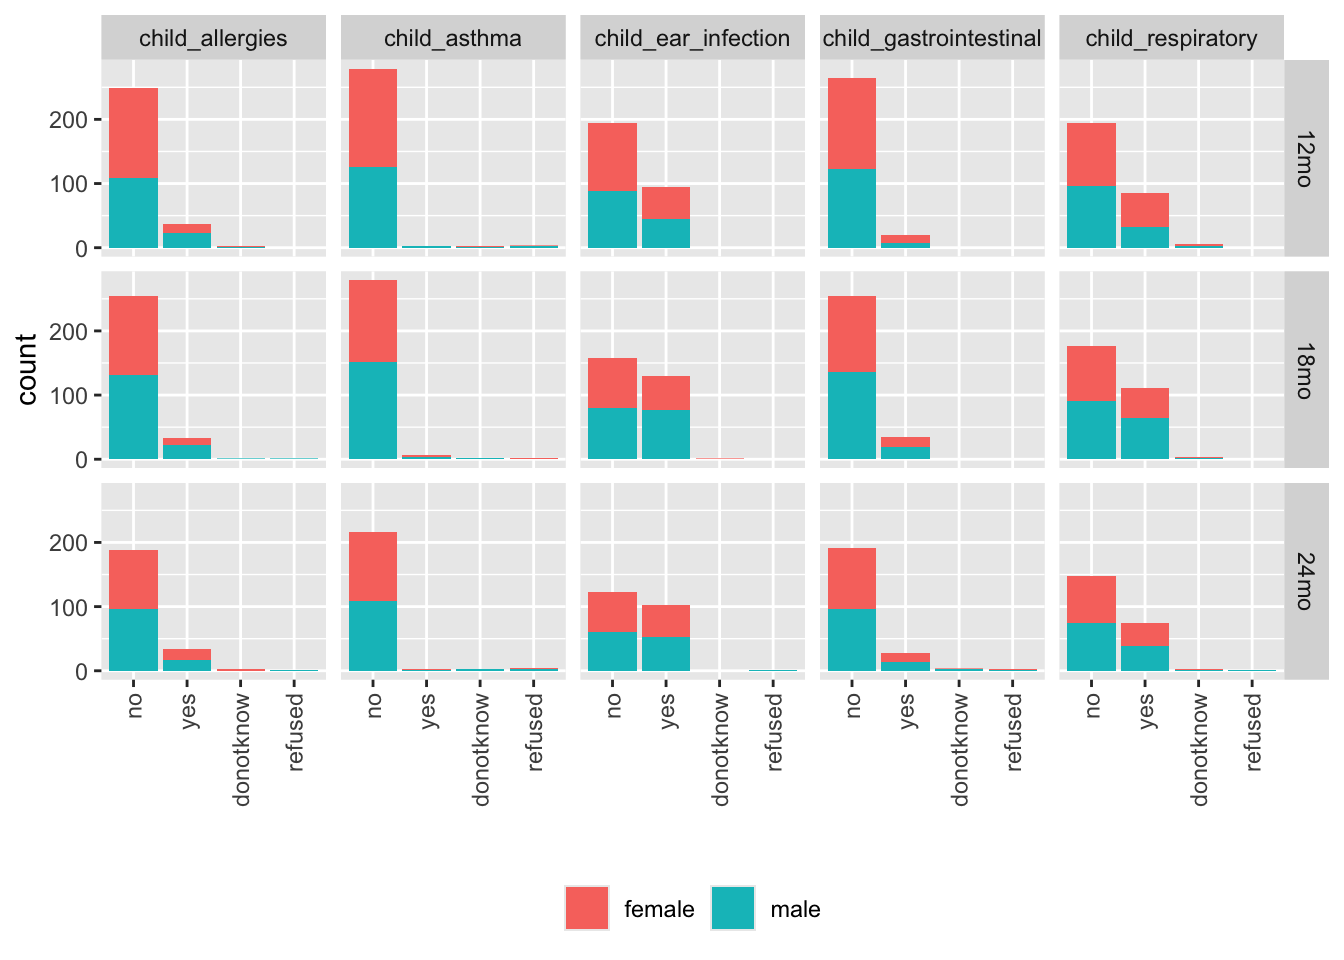 child_allergies child_asthma child_ear_infection child_gastrointestinal child_respiratory
200
100
0
12mo
200
100
0
18mo
200
100
0
24mo
count
no yes donotknow refused no yes donotknow refused no yes donotknow refused no yes donotknow refused no yes donotknow refused
female male